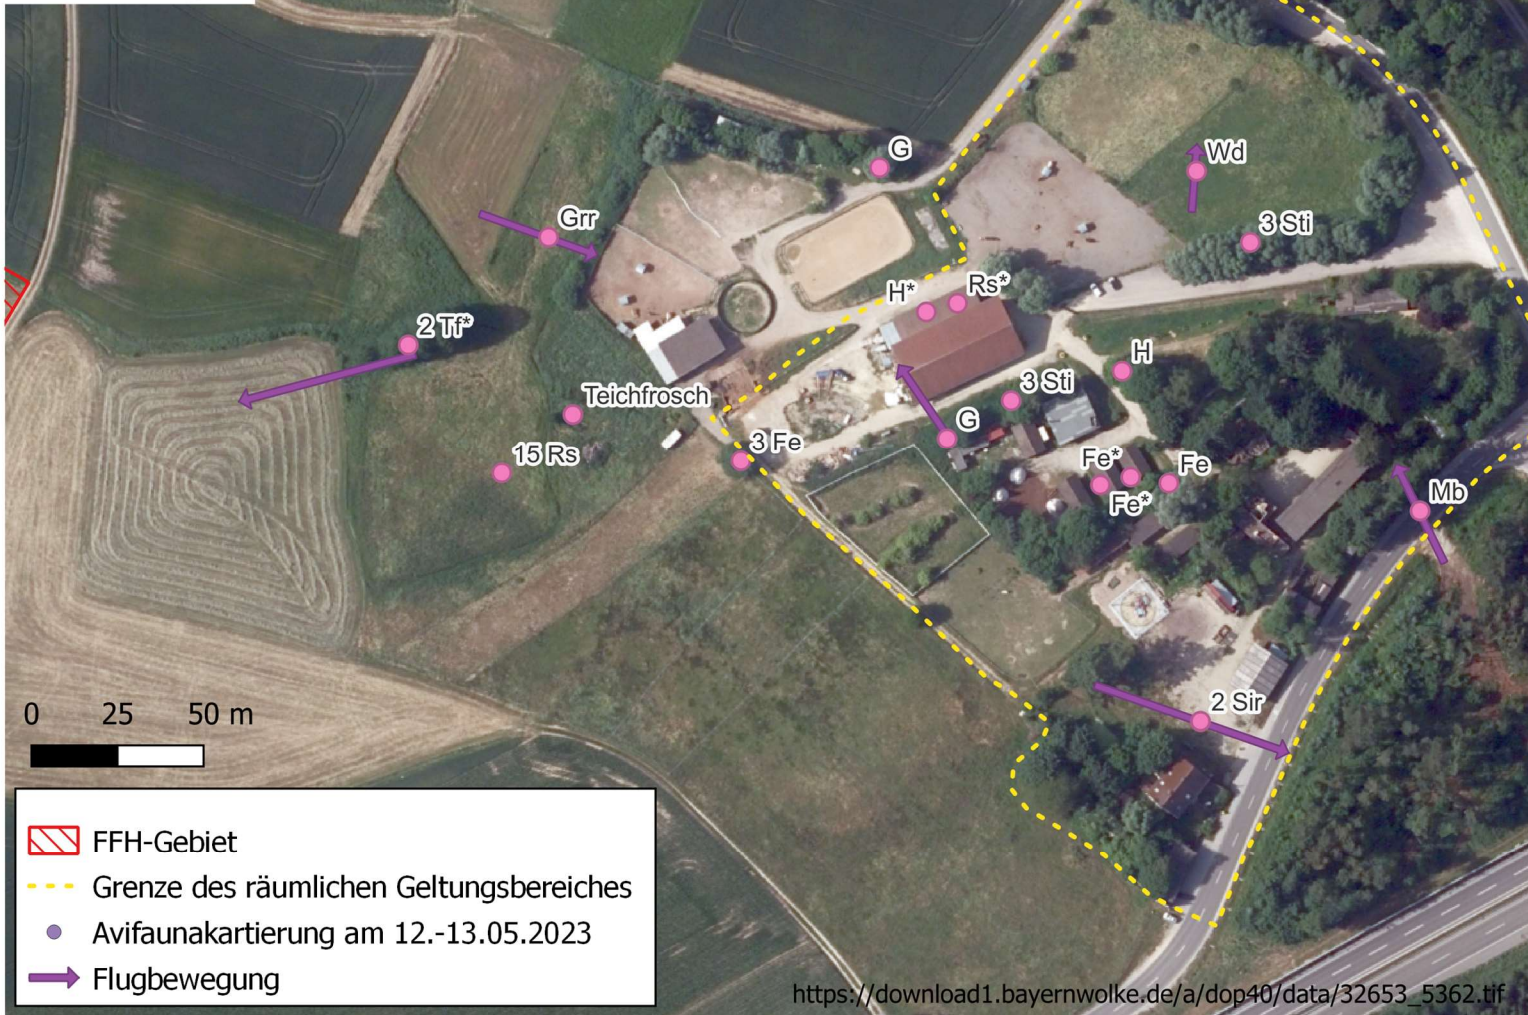 G
Wd
Grr
3 Sti
H*
Rs*
2 Tf*
H
Teichfrosch
3 Sti
G
15 Rs
3 Fe
Fe*
Fe
Fe*
Mb
2 Sir
0 25 50 m
FFH-Gebiet
Grenze des räumlichen Geltungsbereiches
Avifaunakartierung am 12.-13.05.2023
Flugbewegung
https://download1.bayernwolke.de/a/dop40/data/32653_5362.tif